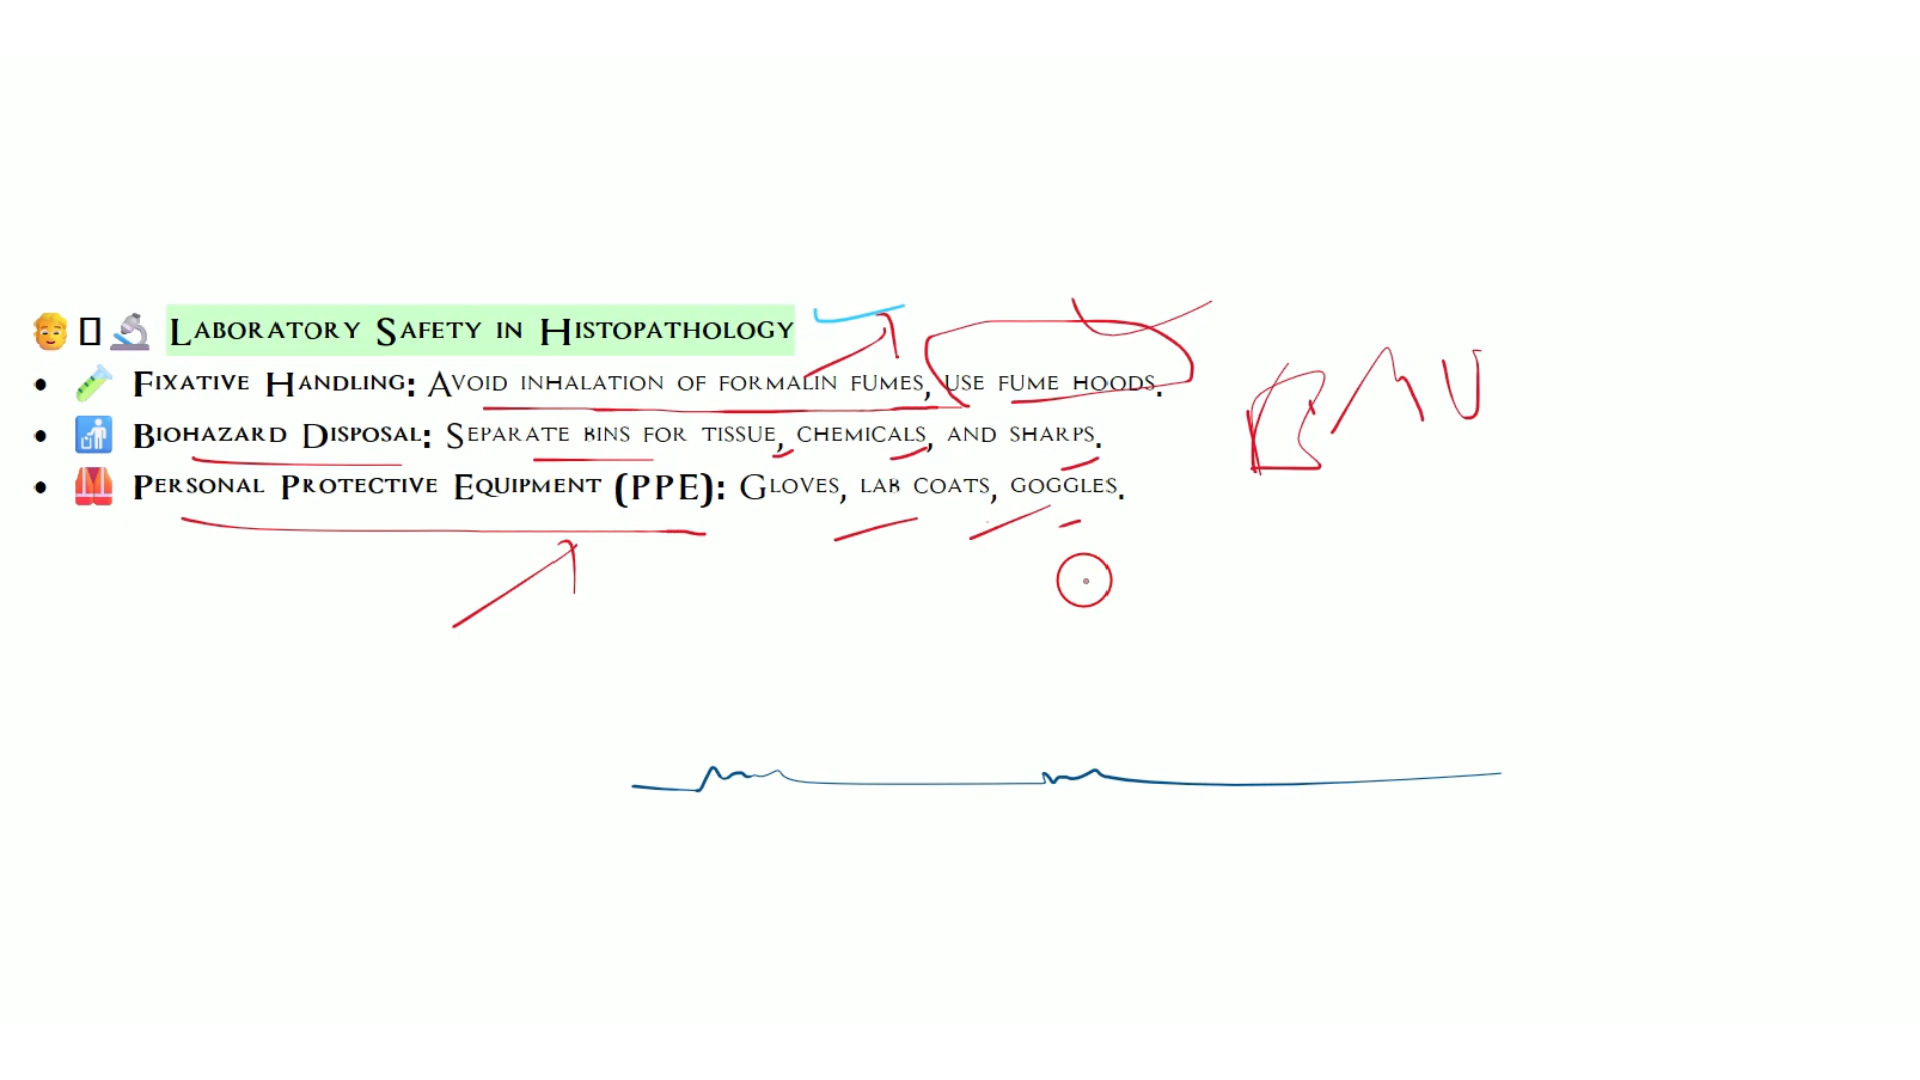 Laboratory Safety in Histopathology
• Fixative Handling: Avoid inhalation of formalin fumes, use fume hoods.
• Biohazard Disposal: Separate bins for tissue, chemicals, and sharps.
• Personal Protective Equipment (PPE): Gloves, lab coats, goggles.